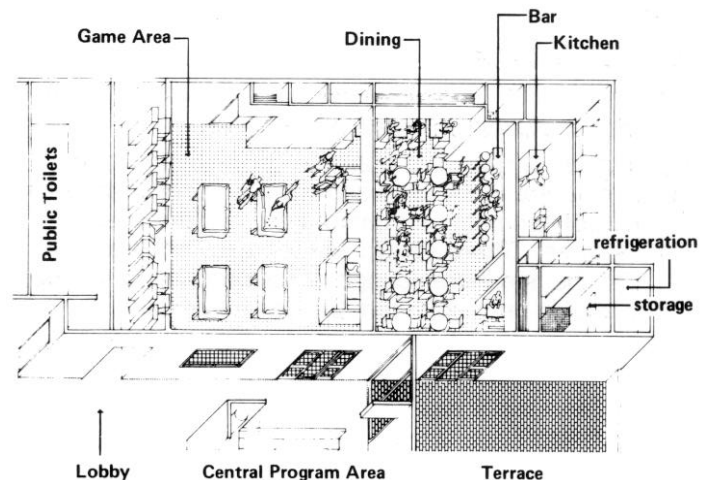 Bar
Game Area
Dining
Kitchen
Public Toilets
refrigeration
storage
Lobby
Central Program Area
Terrace